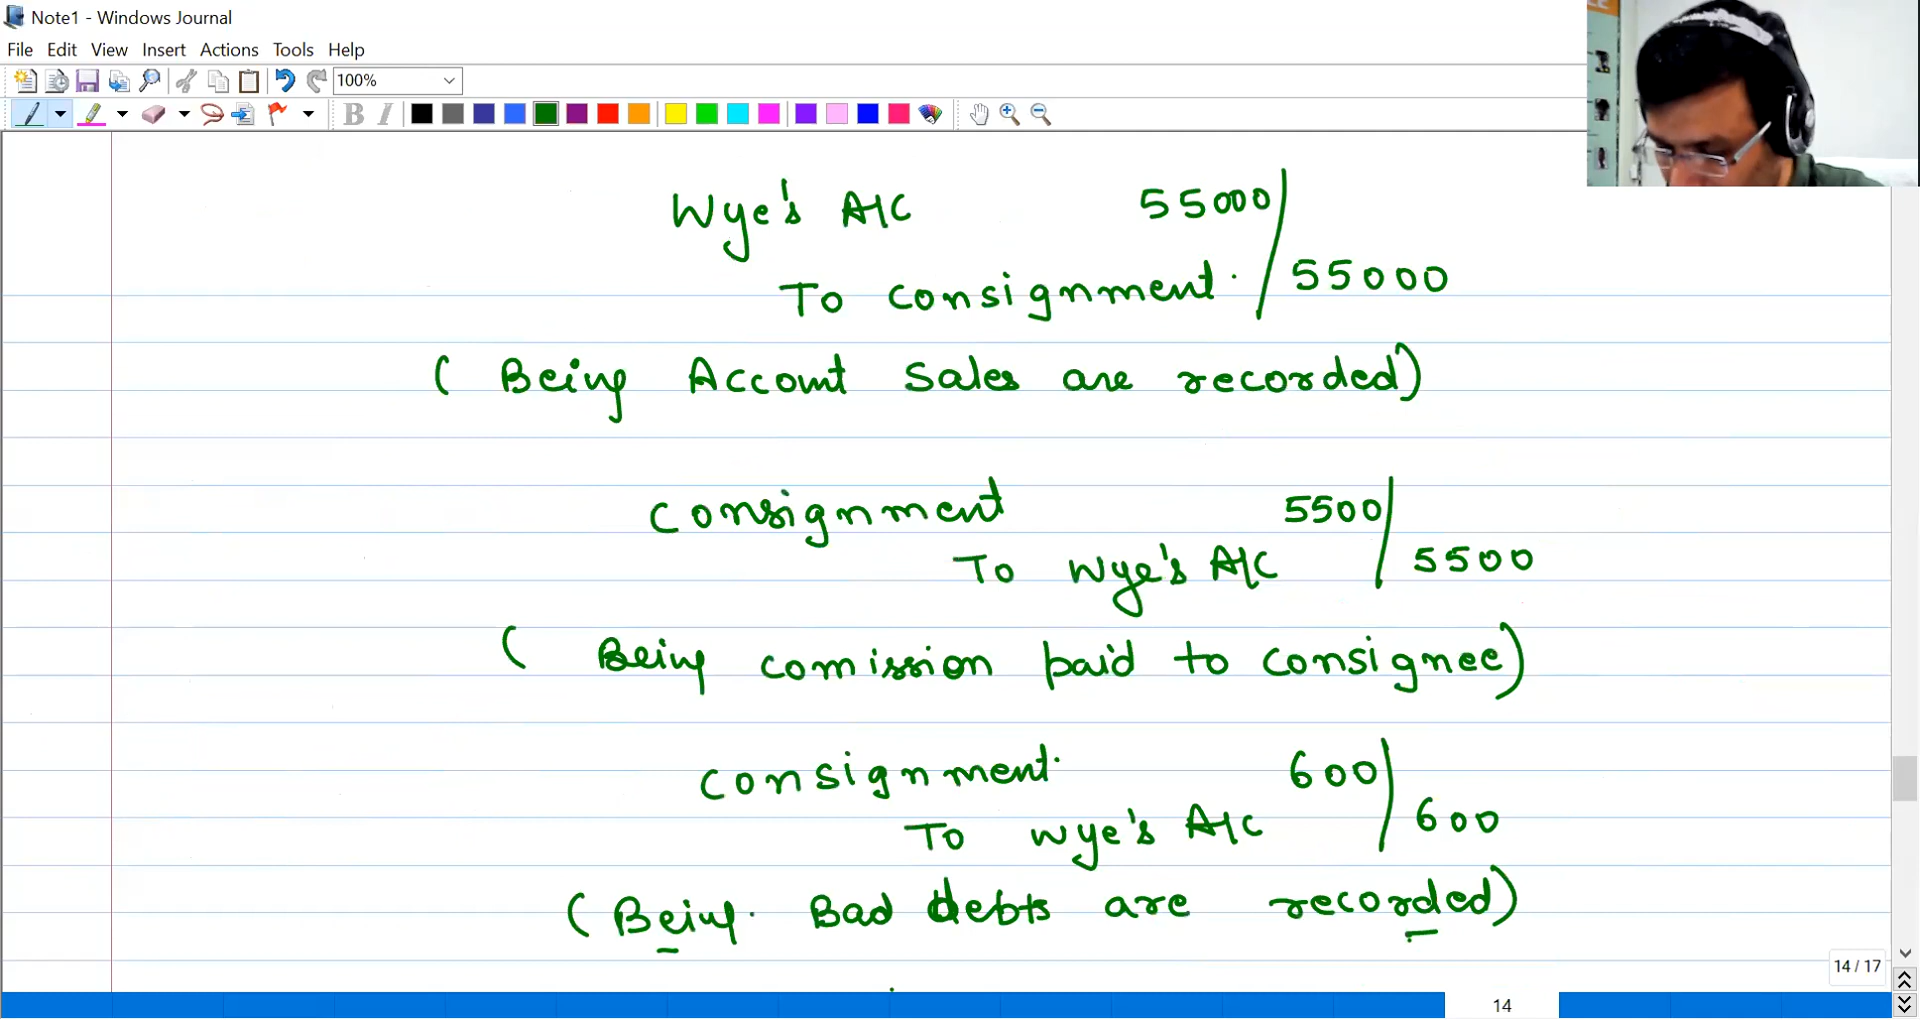 Note1 - Windows Journal
File Edit View Insert Actions Tools Help
100%
B I
Wye's A/C 55000
To consignment 55000
( Being Account Sales are recorded)
Consignment 5500
To Wye's A/C 5500
( Being comission paid to consignee)
Consignment 600
To Wye's A/C 600
(Being Bad debts are recorded)
14 / 17
14